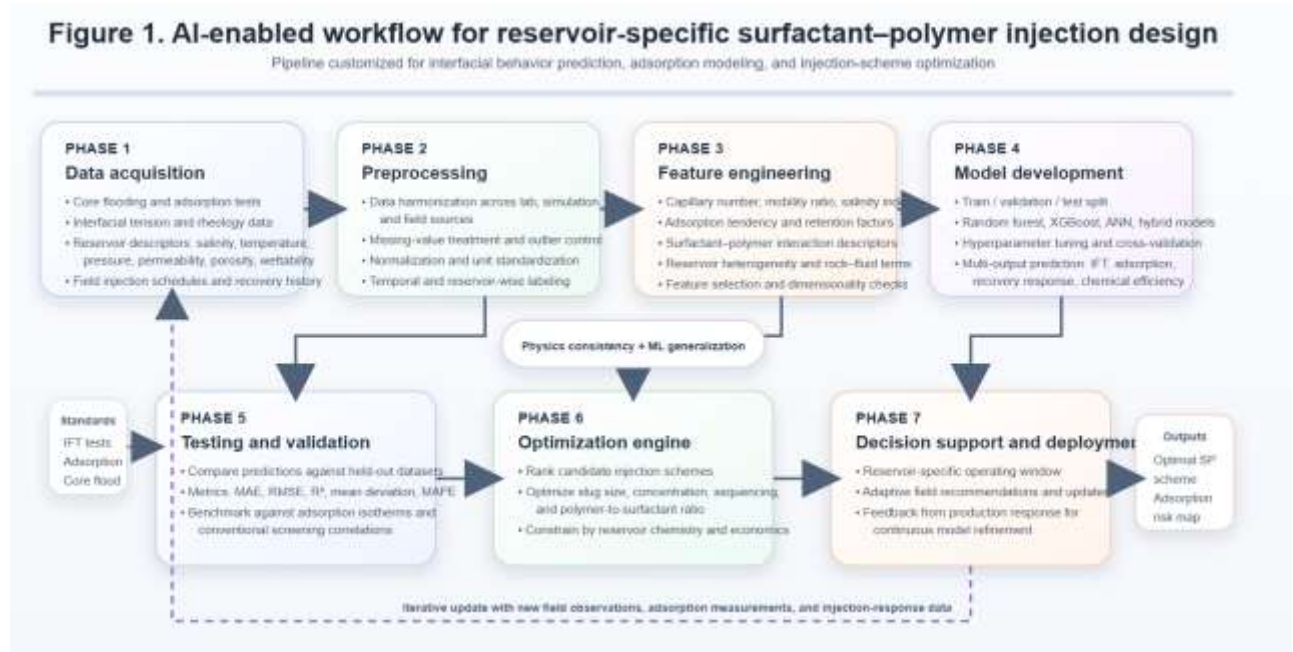 Figure 1. AI-enabled workflow for reservoir-specific surfactant–polymer injection design
Pipeline customized for interfacial behavior prediction, adsorption modeling, and injection-scheme optimization
PHASE 1
Data acquisition
• Core flooding and adsorption tests
• Interfacial tension and rheology data
• Reservoir descriptors: salinity, temperature,
pressure, permeability, porosity, wettability
• Field injection schedules and recovery history
PHASE 2
Preprocessing
• Data harmonization across lab, simulation,
and field sources
• Missing-value treatment and outlier control
• Normalization and unit standardization
• Temporal and reservoir-wise labeling
PHASE 3
Feature engineering
• Capillary number, mobility ratio, salinity
• Adsorption tendency and retention factors
• Surfactant–polymer interaction descriptors
• Reservoir heterogeneity and rock–fluid terms
• Feature selection and dimensionality checks
PHASE 4
Model development
• Train / validation / test split
• Random forest, XGBoost, ANN, hybrid models
• Hyperparameter tuning and cross-validation
• Multi-output prediction: IFT, adsorption,
recovery response, chemical efficiency
Physics consistency + ML generalization
Standards
IFT tests
Adsorption
Core flood
PHASE 5
Testing and validation
• Compare predictions against held-out datasets
• Metrics: MAE, RMSE, R², mean deviation, MAPE
• Benchmark against adsorption isotherms and
conventional screening correlations
PHASE 6
Optimization engine
• Rank candidate injection schemes
• Optimize slug size, concentration, sequencing,
and polymer-to-surfactant ratio
• Constrain by reservoir chemistry and economics
PHASE 7
Decision support and deploymen
• Reservoir-specific operating window
• Adaptive field recommendations and updates
• Feedback from production response for
continuous model refinement
Outputs
Optimal SP
scheme
Adsorption
risk map
Iterative update with new field observations, adsorption measurements, and injection-response data